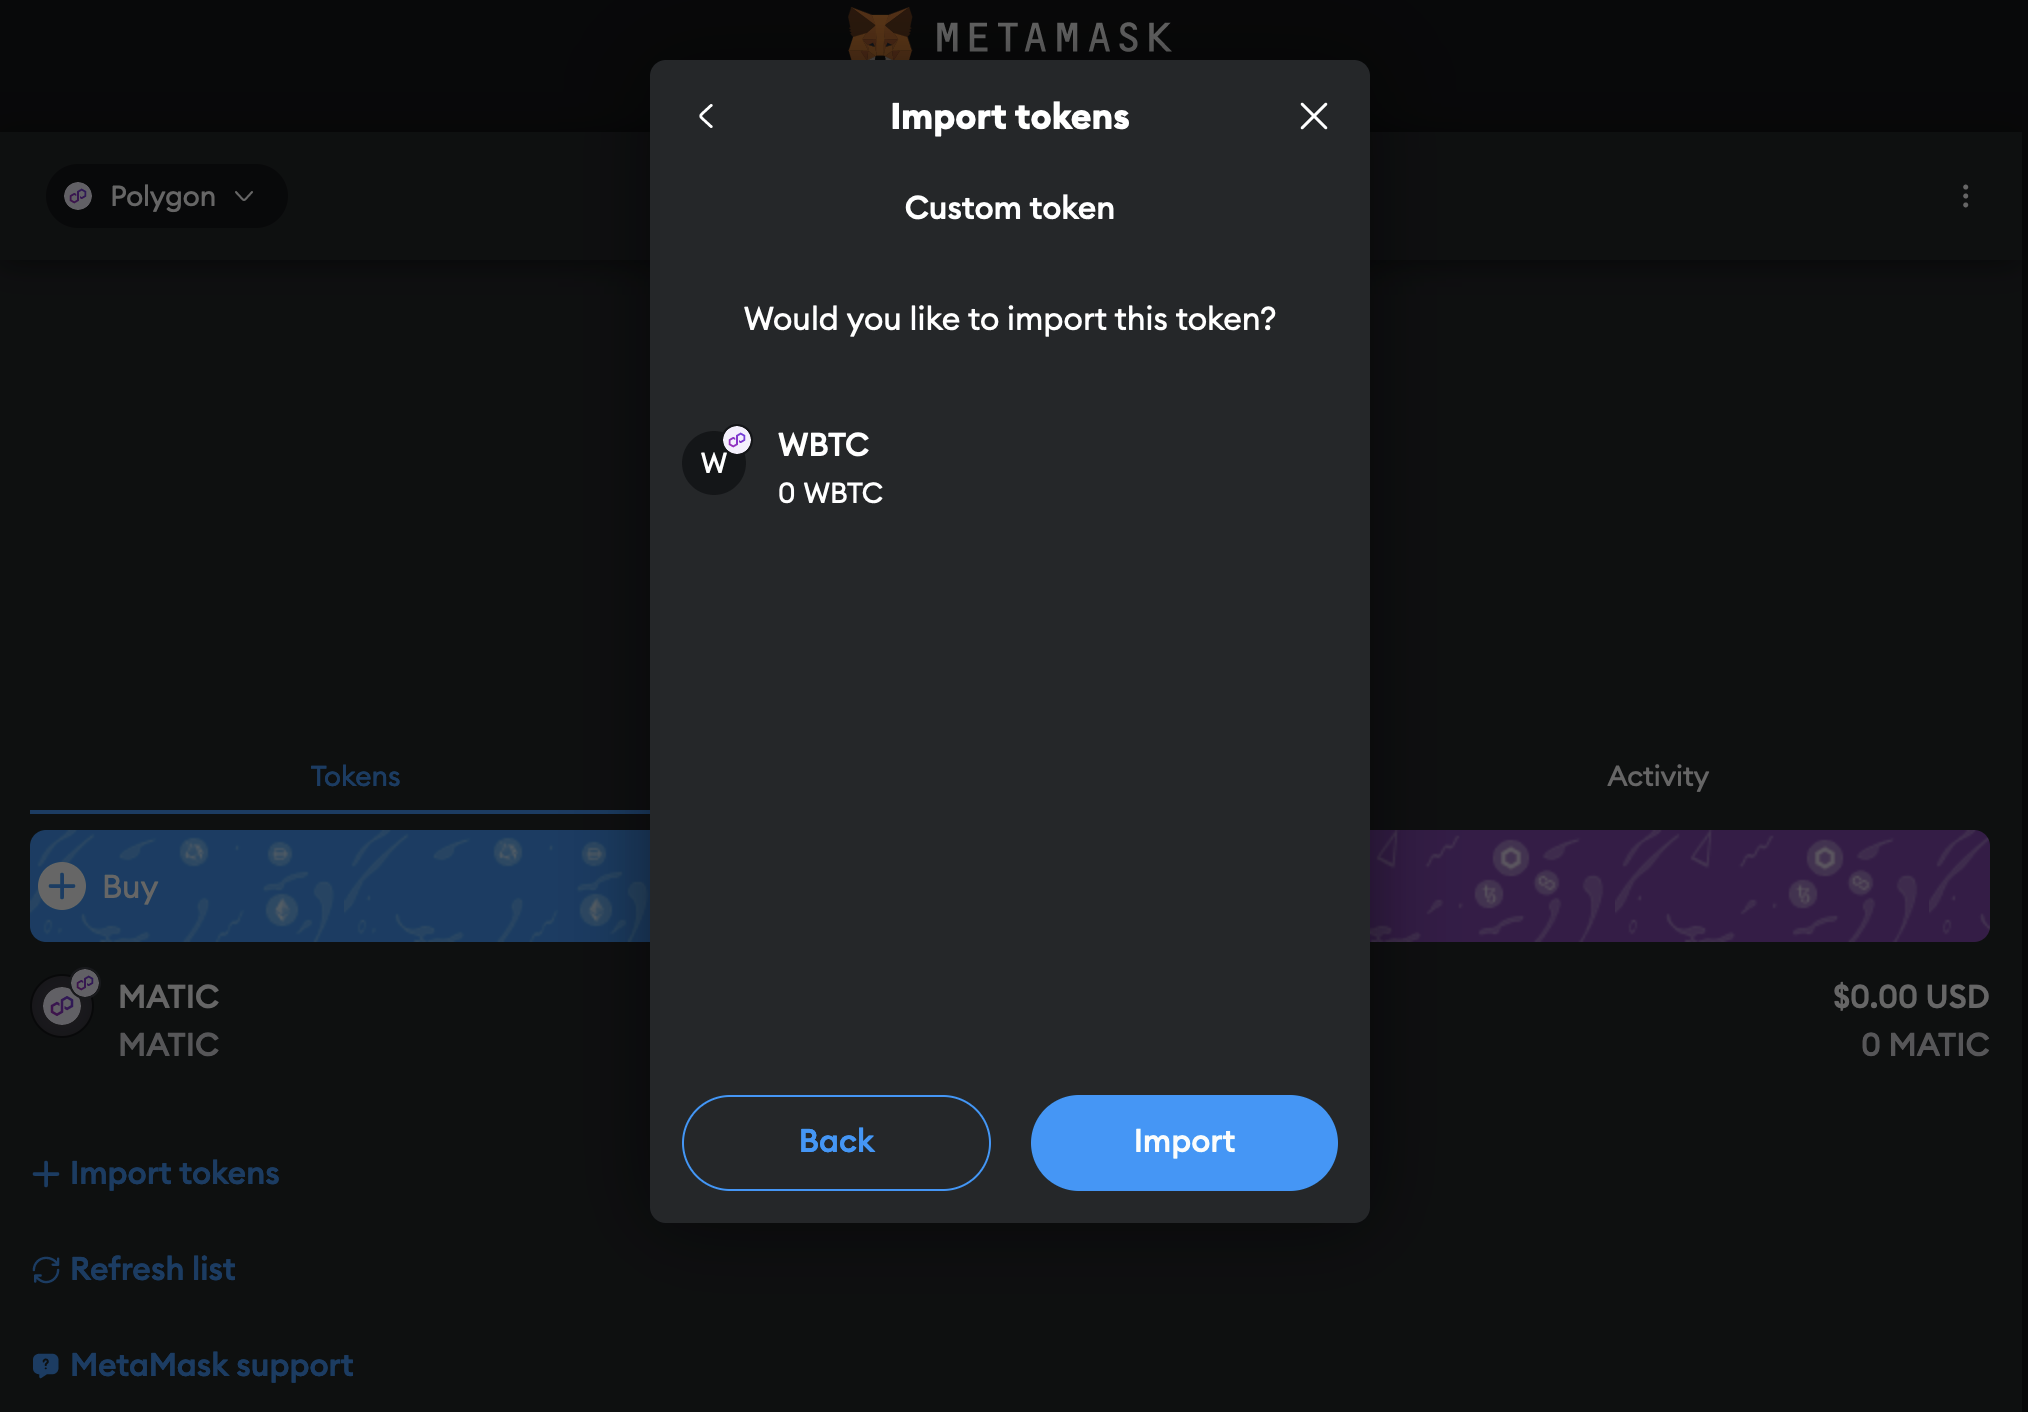 METAMASK
Polygon
Import tokens
Custom token
Would you like to import this token?
W
WBTC
0 WBTC
Back
Import
Tokens
Activity
Buy
MATIC
MATIC
$0.00 USD
0 MATIC
Import tokens
Refresh list
MetaMask support